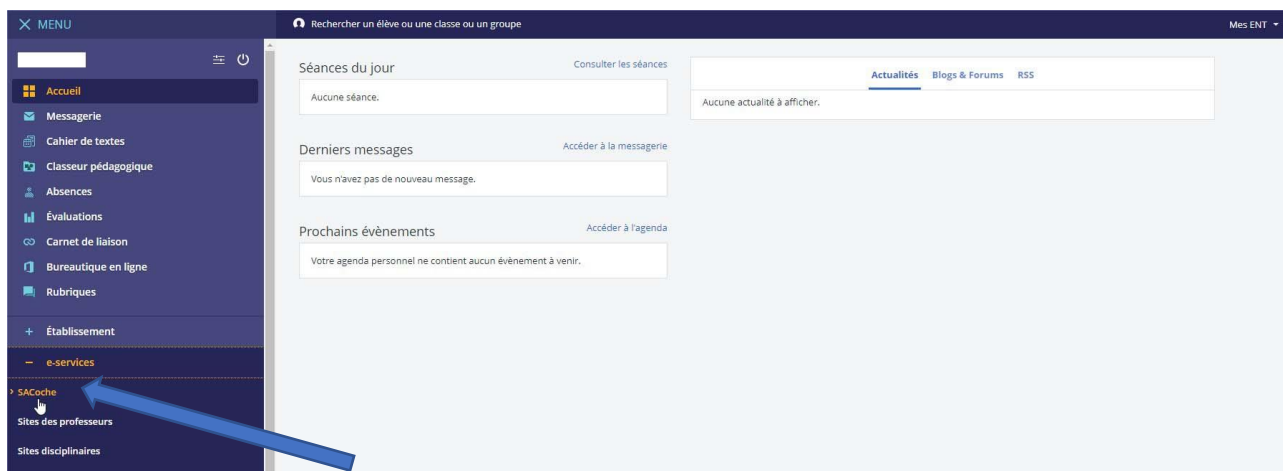 MENU
Rechercher un élève ou une classe ou un groupe
Mes ENT
Accueil
Messagerie
Cahier de textes
Classeur pédagogique
Absences
Évaluations
Carnet de liaison
Bureautique en ligne
Rubriques
+ Établissement
− e-services
> SACoche
Sites des professeurs
Sites disciplinaires
Séances du jour
Consulter les séances
Aucune séance.
Derniers messages
Accéder à la messagerie
Vous n'avez pas de nouveau message.
Prochains évènements
Accéder à l'agenda
Votre agenda personnel ne contient aucun évènement à venir.
Actualités Blogs & Forums RSS
Aucune actualité à afficher.